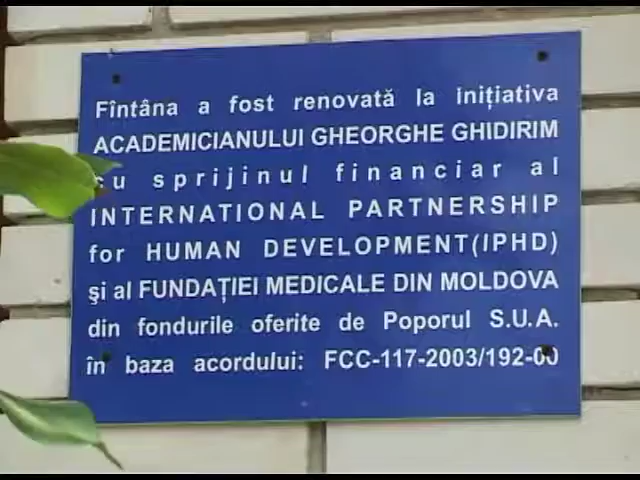 Fîntâna a fost renovată la inițiativa
ACADEMICIANULUI GHEORGHE GHIDIRIM
cu sprijinul financiar al
INTERNATIONAL PARTNERSHIP
for HUMAN DEVELOPMENT(IPHD)
și al FUNDAȚIEI MEDICALE DIN MOLDOVA
din fondurile oferite de Poporul S.U.A.
în baza acordului: FCC-117-2003/192-00